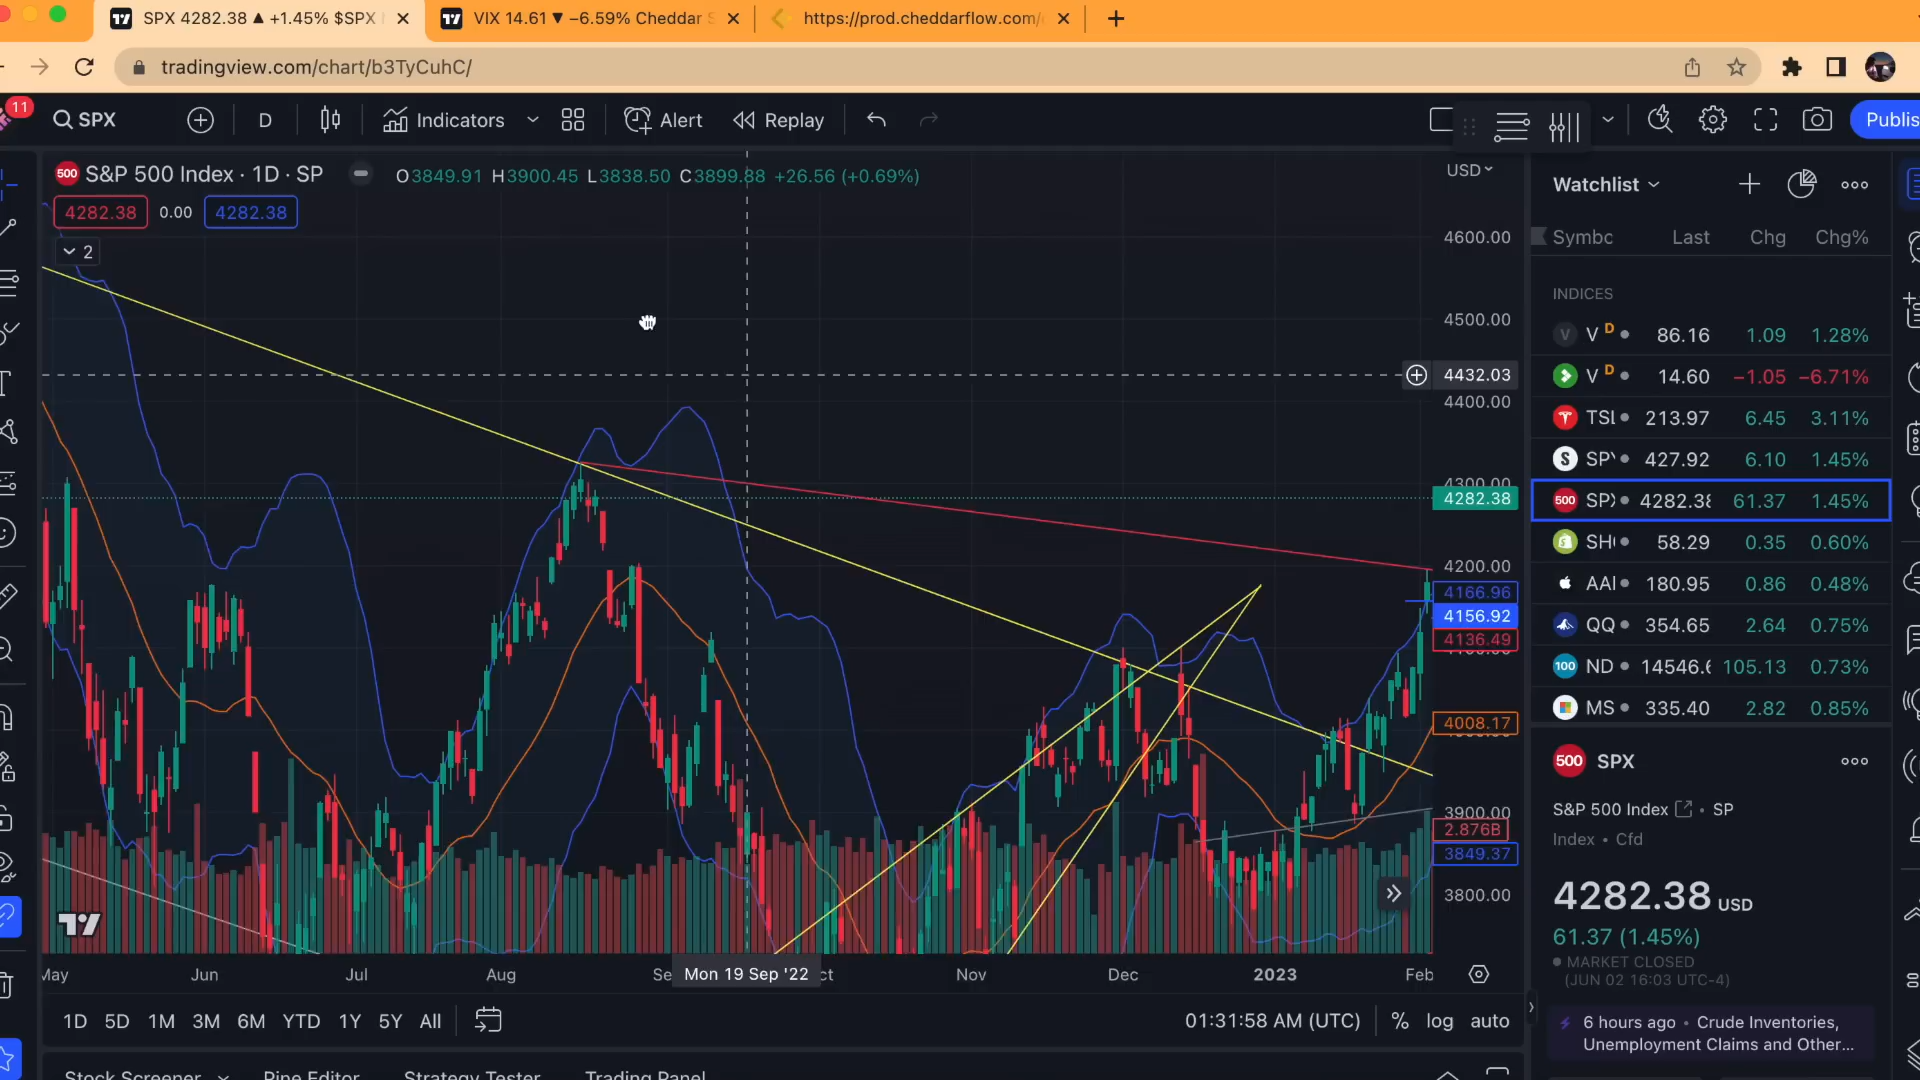 SPX 4282.38 ▲ +1.45% $SPX
VIX 14.61 ▼ −6.59% Cheddar S
https://prod.cheddarflow.com/
tradingview.com/chart/b3TyCuhC/
11
SPX
D
Indicators
Alert
Replay
Publis
500 S&P 500 Index · 1D · SP
O3849.91 H3900.45 L3838.50 C3899.88 +26.56 (+0.69%)
USD
4282.38 0.00 4282.38
2
4600.00
4500.00
4432.03
4400.00
4300.00
4282.38
4200.00
4166.96
4156.92
4136.49
4008.17
3900.00
2.876B
3849.37
3800.00
May Jun Jul Aug Se Mon 19 Sep '22 ct Nov Dec 2023 Feb
1D 5D 1M 3M 6M YTD 1Y 5Y All
01:31:58 AM (UTC) % log auto
Stock Screener Pine Editor Strategy Tester Trading Panel
Watchlist
Symbc Last Chg Chg%
INDICES
V V D 86.16 1.09 1.28%
V D 14.60 −1.05 −6.71%
TSL 213.97 6.45 3.11%
S SPY 427.92 6.10 1.45%
500 SPX 4282.38 61.37 1.45%
SH 58.29 0.35 0.60%
AAI 180.95 0.86 0.48%
QQ 354.65 2.64 0.75%
100 ND 14546.6 105.13 0.73%
MS 335.40 2.82 0.85%
500 SPX
S&P 500 Index • SP
Index • Cfd
4282.38 USD
61.37 (1.45%)
MARKET CLOSED
(JUN 02 16:03 UTC-4)
6 hours ago • Crude Inventories,
Unemployment Claims and Other...